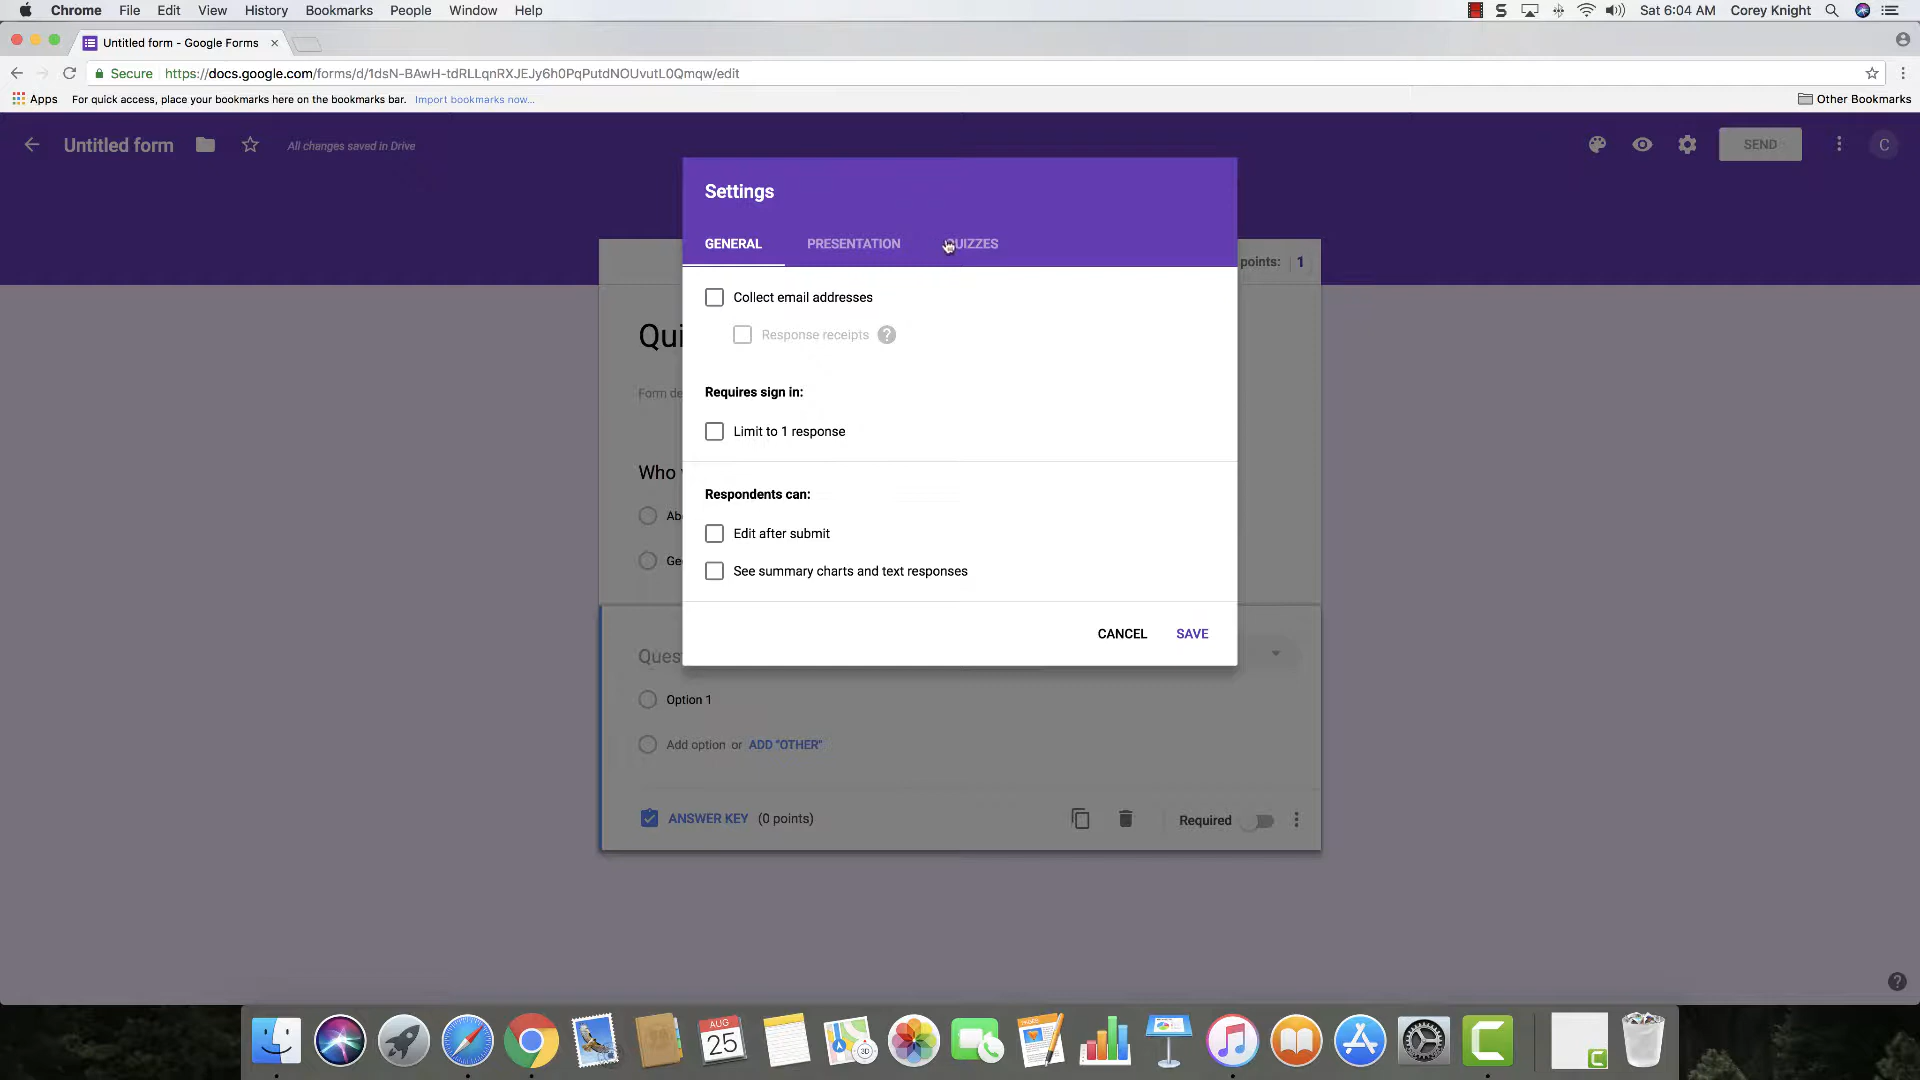 Chrome File Edit View History Bookmarks People Window Help Sat 6:04 AM Corey Knight
Untitled form - Google Forms
Secure https://docs.google.com/forms/d/1dsN-BAwH-tdRLLqnRXJEJy6h0PqPutdNOUvutL0Qmqw/edit
Apps For quick access, place your bookmarks here on the bookmarks bar. Import bookmarks now... Other Bookmarks
Untitled form All changes saved in Drive SEND C
Settings
GENERAL PRESENTATION QUIZZES
points: 1
Collect email addresses
Response receipts ?
Form de
Requires sign in:
Limit to 1 response
Who
Respondents can:
Edit after submit
See summary charts and text responses
CANCEL SAVE
Option 1
Add option or ADD "OTHER"
ANSWER KEY (0 points) Required
AUG
25
3D